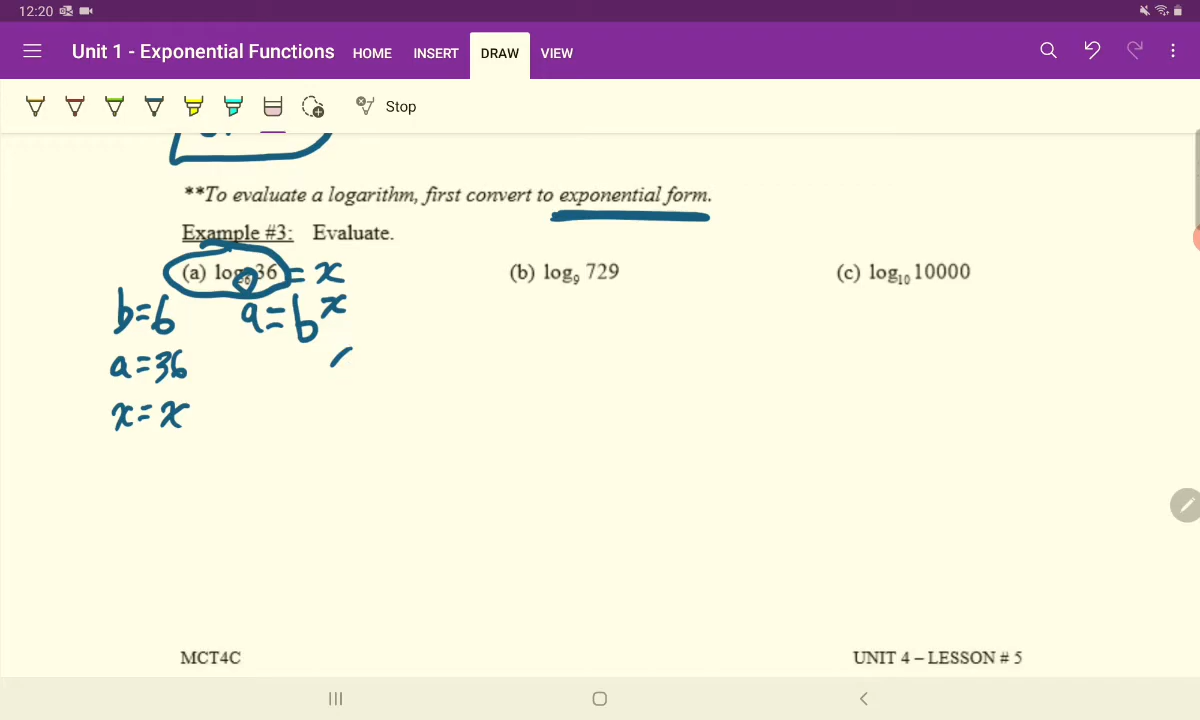 12:20
Unit 1 - Exponential Functions HOME INSERT DRAW VIEW
Stop
**To evaluate a logarithm, first convert to exponential form.
Example #3: Evaluate.
(a) log₆ 36 = x (b) log₉ 729 (c) log₁₀ 10000
b = 6 a = b^x
a = 36
x = x
MCT4C UNIT 4 – LESSON # 5